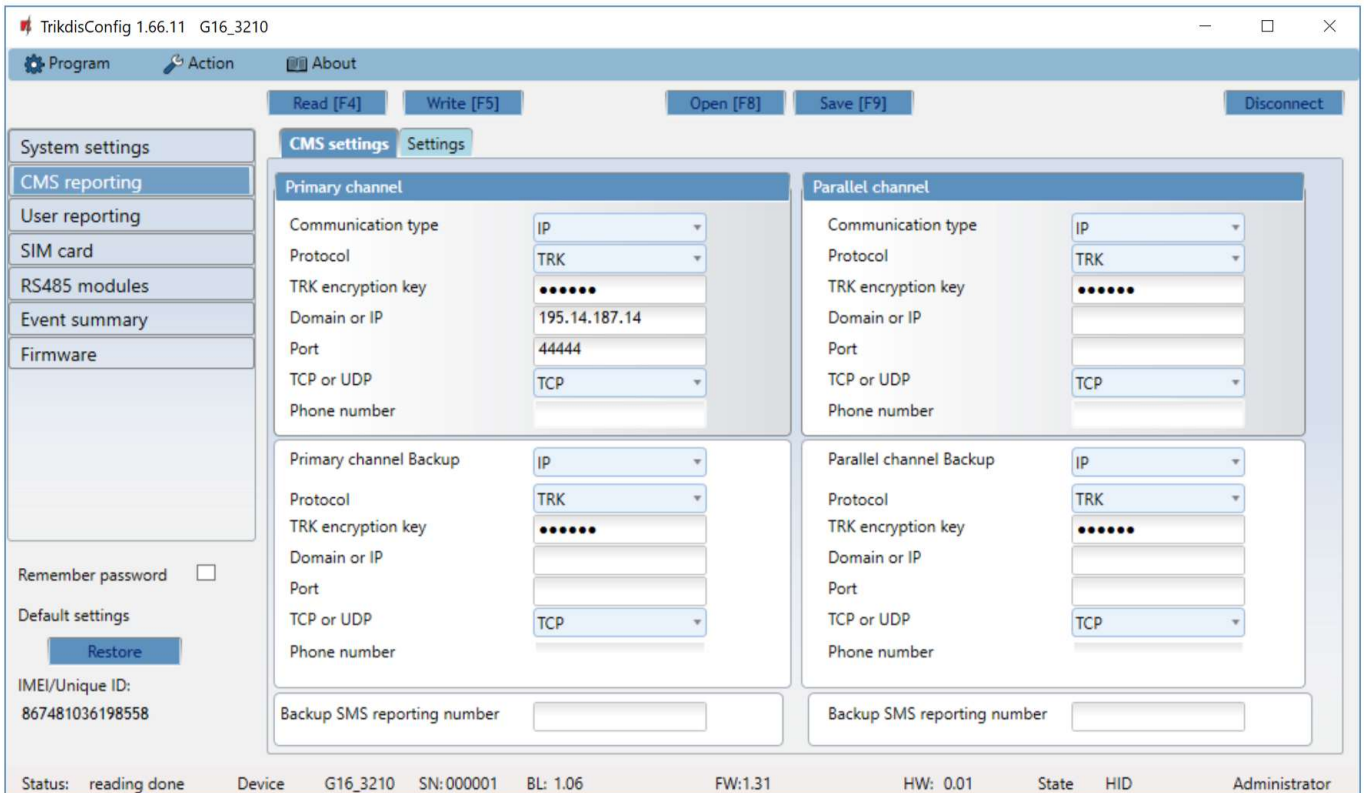 TrikdisConfig 1.66.11 G16_3210
Program Action About
Read [F4] Write [F5] Open [F8] Save [F9] Disconnect
System settings
CMS reporting
User reporting
SIM card
RS485 modules
Event summary
Firmware
Remember password
Default settings
Restore
IMEI/Unique ID:
867481036198558
CMS settings Settings
Primary channel
Communication type IP
Protocol TRK
TRK encryption key ●●●●●●
Domain or IP 195.14.187.14
Port 44444
TCP or UDP TCP
Phone number
Primary channel Backup IP
Protocol TRK
TRK encryption key ●●●●●●
Domain or IP
Port
TCP or UDP TCP
Phone number
Backup SMS reporting number
Parallel channel
Communication type IP
Protocol TRK
TRK encryption key ●●●●●●
Domain or IP
Port
TCP or UDP TCP
Phone number
Parallel channel Backup IP
Protocol TRK
TRK encryption key ●●●●●●
Domain or IP
Port
TCP or UDP TCP
Phone number
Backup SMS reporting number
Status: reading done Device G16_3210 SN:000001 BL: 1.06 FW:1.31 HW: 0.01 State HID Administrator